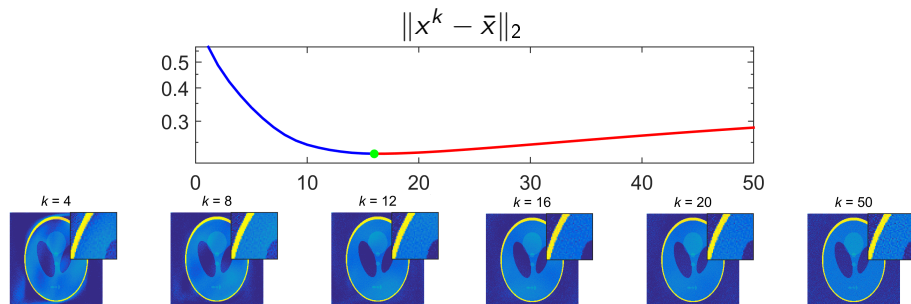 ‖x^k − x̄‖₂
0.5
0.4
0.3
0 10 20 30 40 50
k = 4 k = 8 k = 12 k = 16 k = 20 k = 50